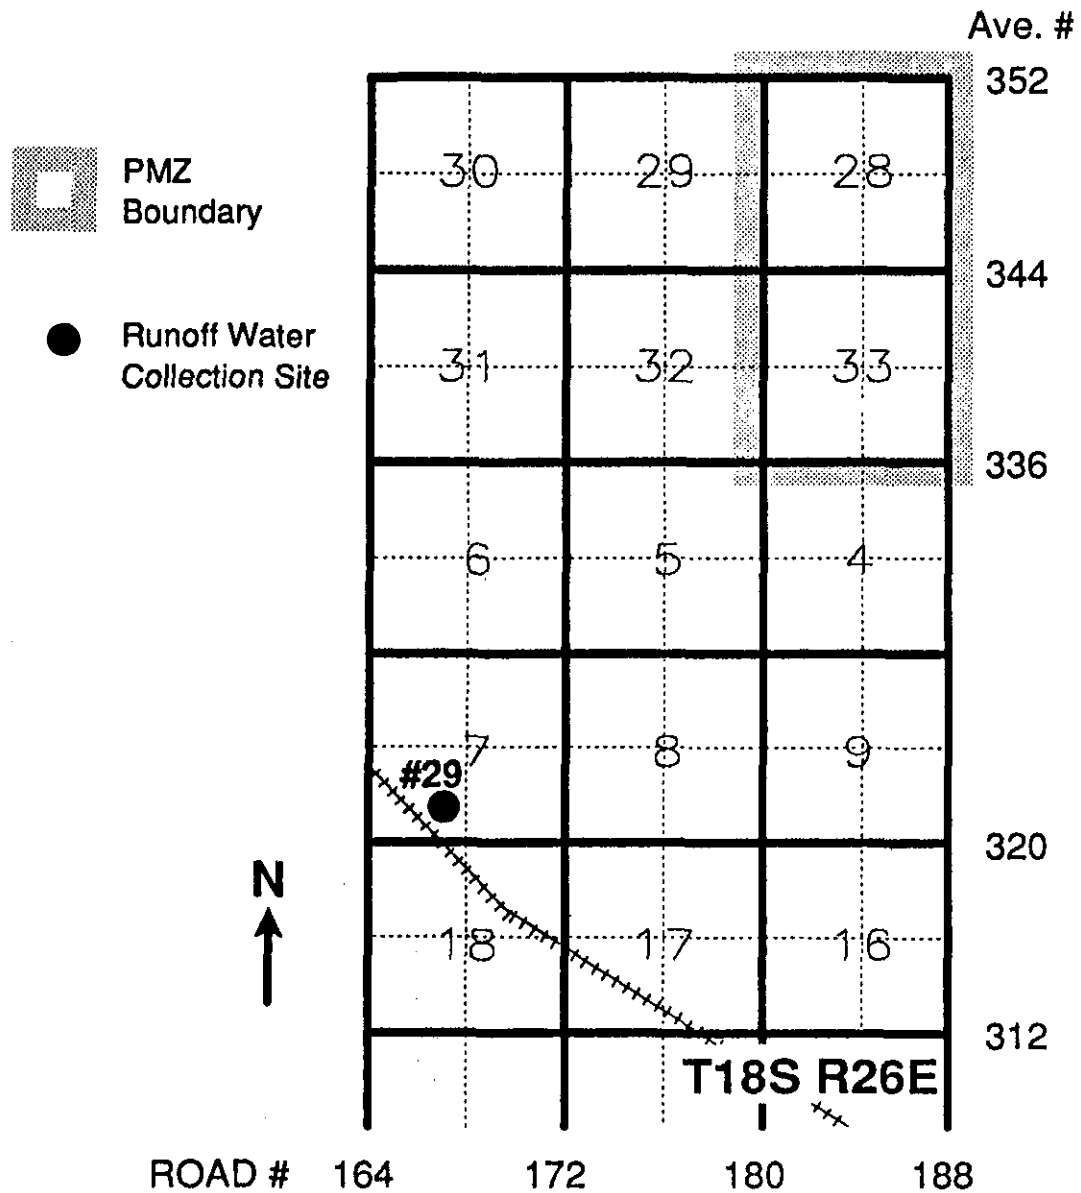 Ave. #
352
PMZ
Boundary
30 29 28
344
Runoff Water
Collection Site
31 32 33
336
6 5 4
7 8 9
#29
320
N
18 17 16
312
T18S R26E
ROAD # 164 172 180 188